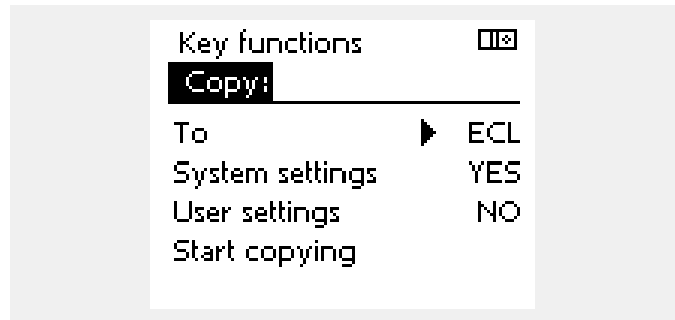 Key functions
Copy:
To ECL
System settings YES
User settings NO
Start copying